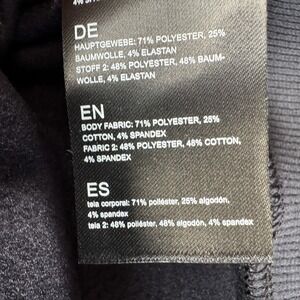 4% SPANDEX
DE
HAUPTGEWEBE: 71% POLYESTER, 25%
BAUMWOLLE, 4% ELASTAN
STOFF 2: 48% POLYESTER, 48% BAUM-
WOLLE, 4% ELASTAN
EN
BODY FABRIC: 71% POLYESTER, 25%
COTTON, 4% SPANDEX
FABRIC 2: 48% POLYESTER, 48% COTTON,
4% SPANDEX
ES
tela corporal: 71% poliéster, 25% algodón,
4% spandex
tela 2: 48% poliéster, 48% algodón, 4% spandex